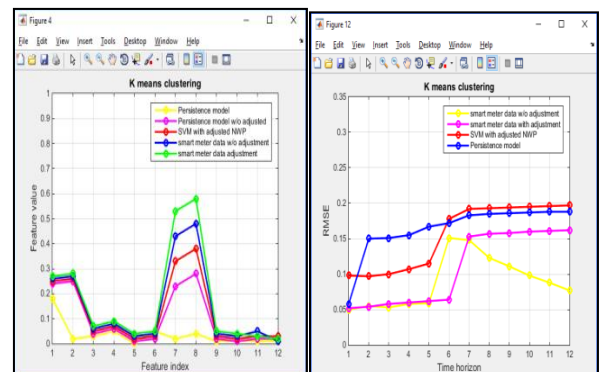 Figure 4
File Edit View Insert Tools Desktop Window Help
K means clustering
Persistence model
Persistence model w/o adjusted
SVM with adjusted NWP
smart meter data w/o adjustment
smart meter data adjustment
Feature value
1
0.9
0.8
0.7
0.6
0.5
0.4
0.3
0.2
0.1
0
1 2 3 4 5 6 7 8 9 10 11 12
Feature index
Figure 12
File Edit View Insert Tools Desktop Window Help
K means clustering
smart meter data w/o adjustment
smart meter data with adjustment
SVM with adjusted NWP
Persistence model
RMSE
0.35
0.3
0.25
0.2
0.15
0.1
0.05
0
1 2 3 4 5 6 7 8 9 10 11 12
Time horizon